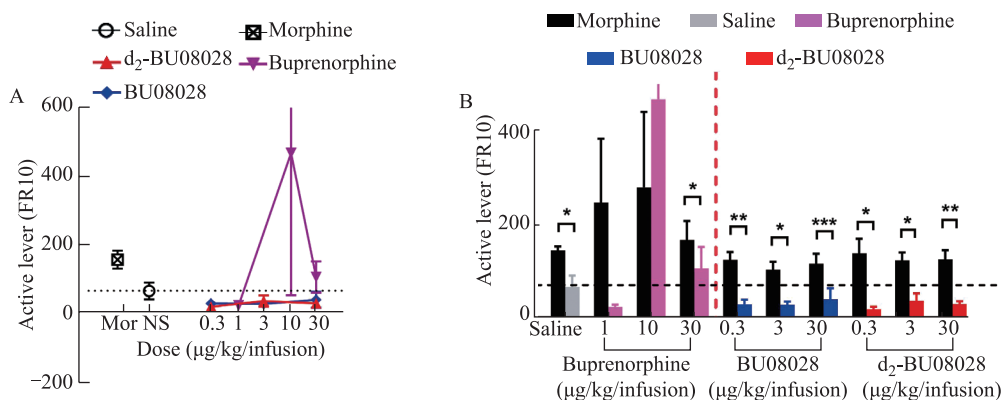 Saline
Morphine
d₂-BU08028
Buprenorphine
BU08028
A
600
400
200
0
−200
Active lever (FR10)
Mor NS
0.3 1 3 10 30
Dose (μg/kg/infusion)
Morphine Saline Buprenorphine
BU08028 d₂-BU08028
B
400
200
0
Active lever (FR10)
* * ** * *** * * **
Saline 1 10 30 0.3 3 30 0.3 3 30
Buprenorphine BU08028 d₂-BU08028
(μg/kg/infusion) (μg/kg/infusion) (μg/kg/infusion)